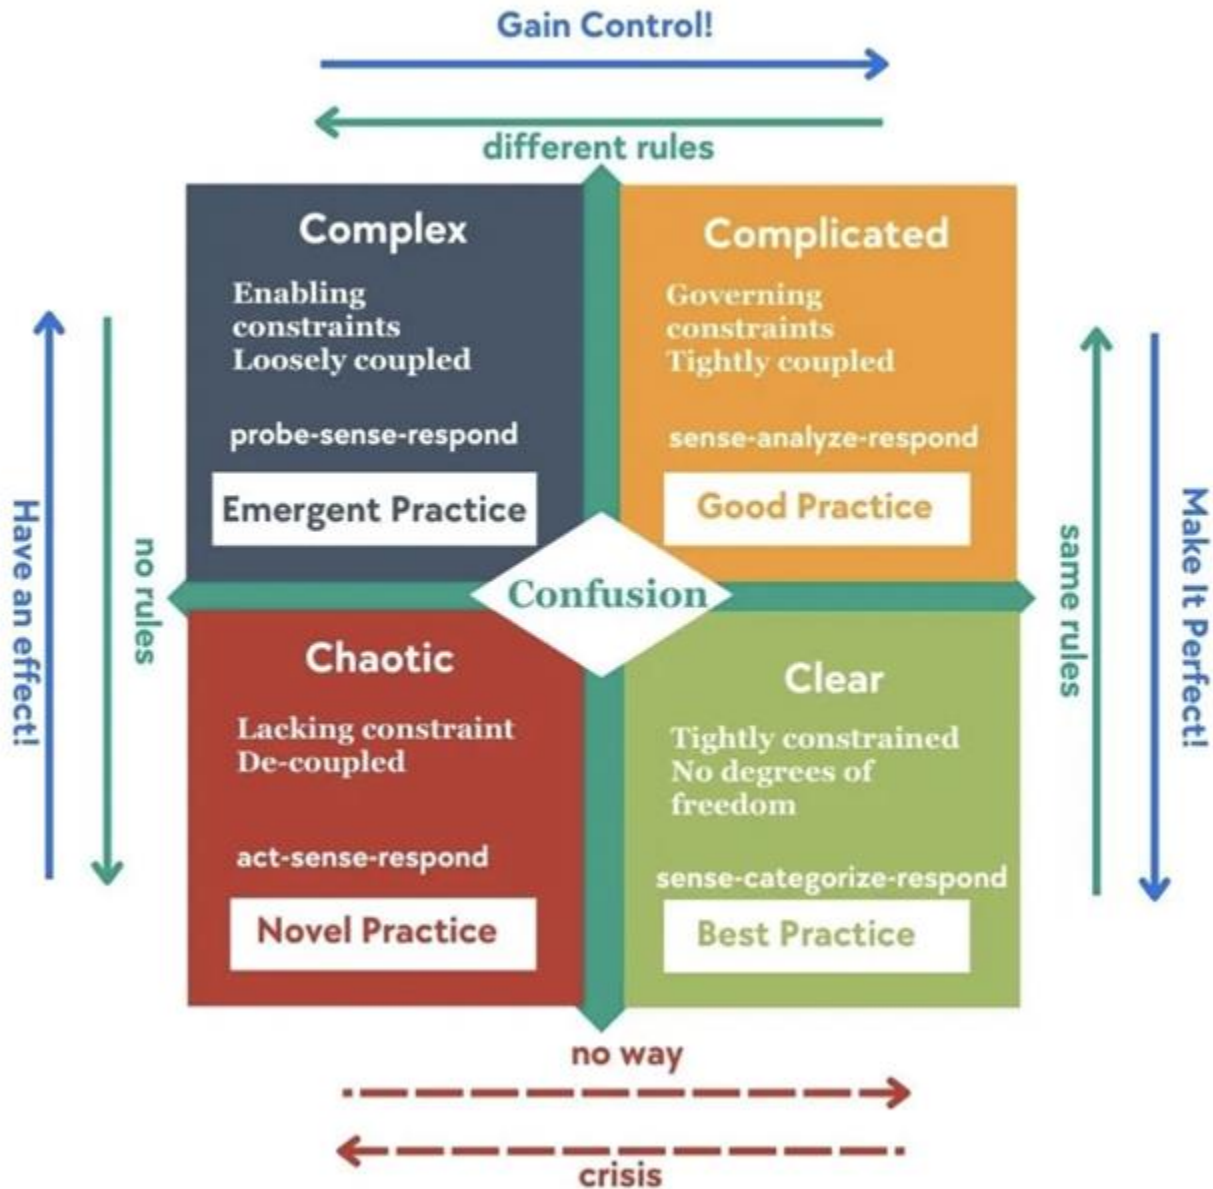 Gain Control!
different rules
Complex
Enabling
constraints
Loosely coupled
probe-sense-respond
Emergent Practice
Complicated
Governing
constraints
Tightly coupled
sense-analyze-respond
Good Practice
Have an effect!
no rules
Confusion
same rules
Make It Perfect!
Chaotic
Lacking constraint
De-coupled
act-sense-respond
Novel Practice
Clear
Tightly constrained
No degrees of
freedom
sense-categorize-respond
Best Practice
no way
crisis